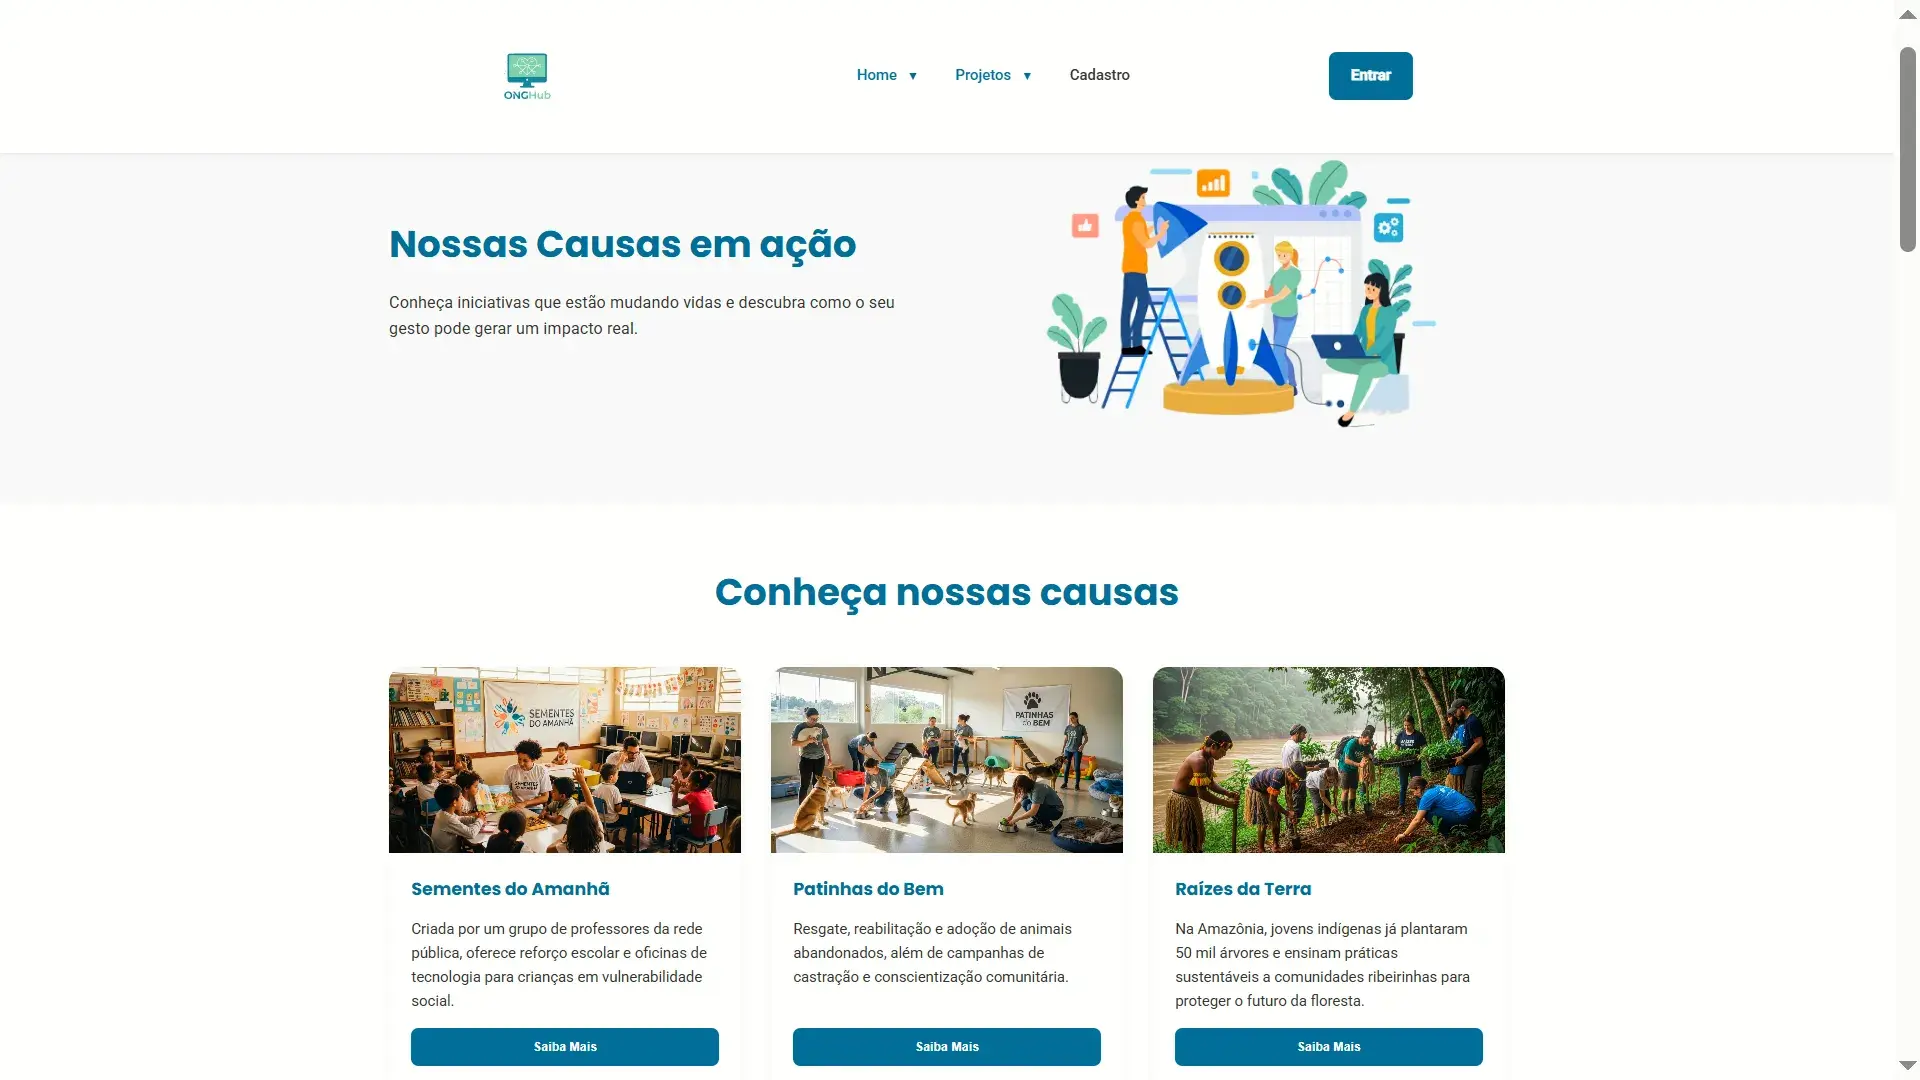 ONGHub
Home ▼
Projetos ▼
Cadastro
Entrar
Nossas Causas em ação
Conheça iniciativas que estão mudando vidas e descubra como o seu
gesto pode gerar um impacto real.
Conheça nossas causas
SEMENTES
DO AMANHÃ
SEMENTES
DO AMANHÃ
PATINHAS
DO BEM
Sementes do Amanhã
Criada por um grupo de professores da rede
pública, oferece reforço escolar e oficinas de
tecnologia para crianças em vulnerabilidade
social.
Saiba Mais
Patinhas do Bem
Resgate, reabilitação e adoção de animais
abandonados, além de campanhas de
castração e conscientização comunitária.
Saiba Mais
Raízes da Terra
Na Amazônia, jovens indígenas já plantaram
50 mil árvores e ensinam práticas
sustentáveis a comunidades ribeirinhas para
proteger o futuro da floresta.
Saiba Mais